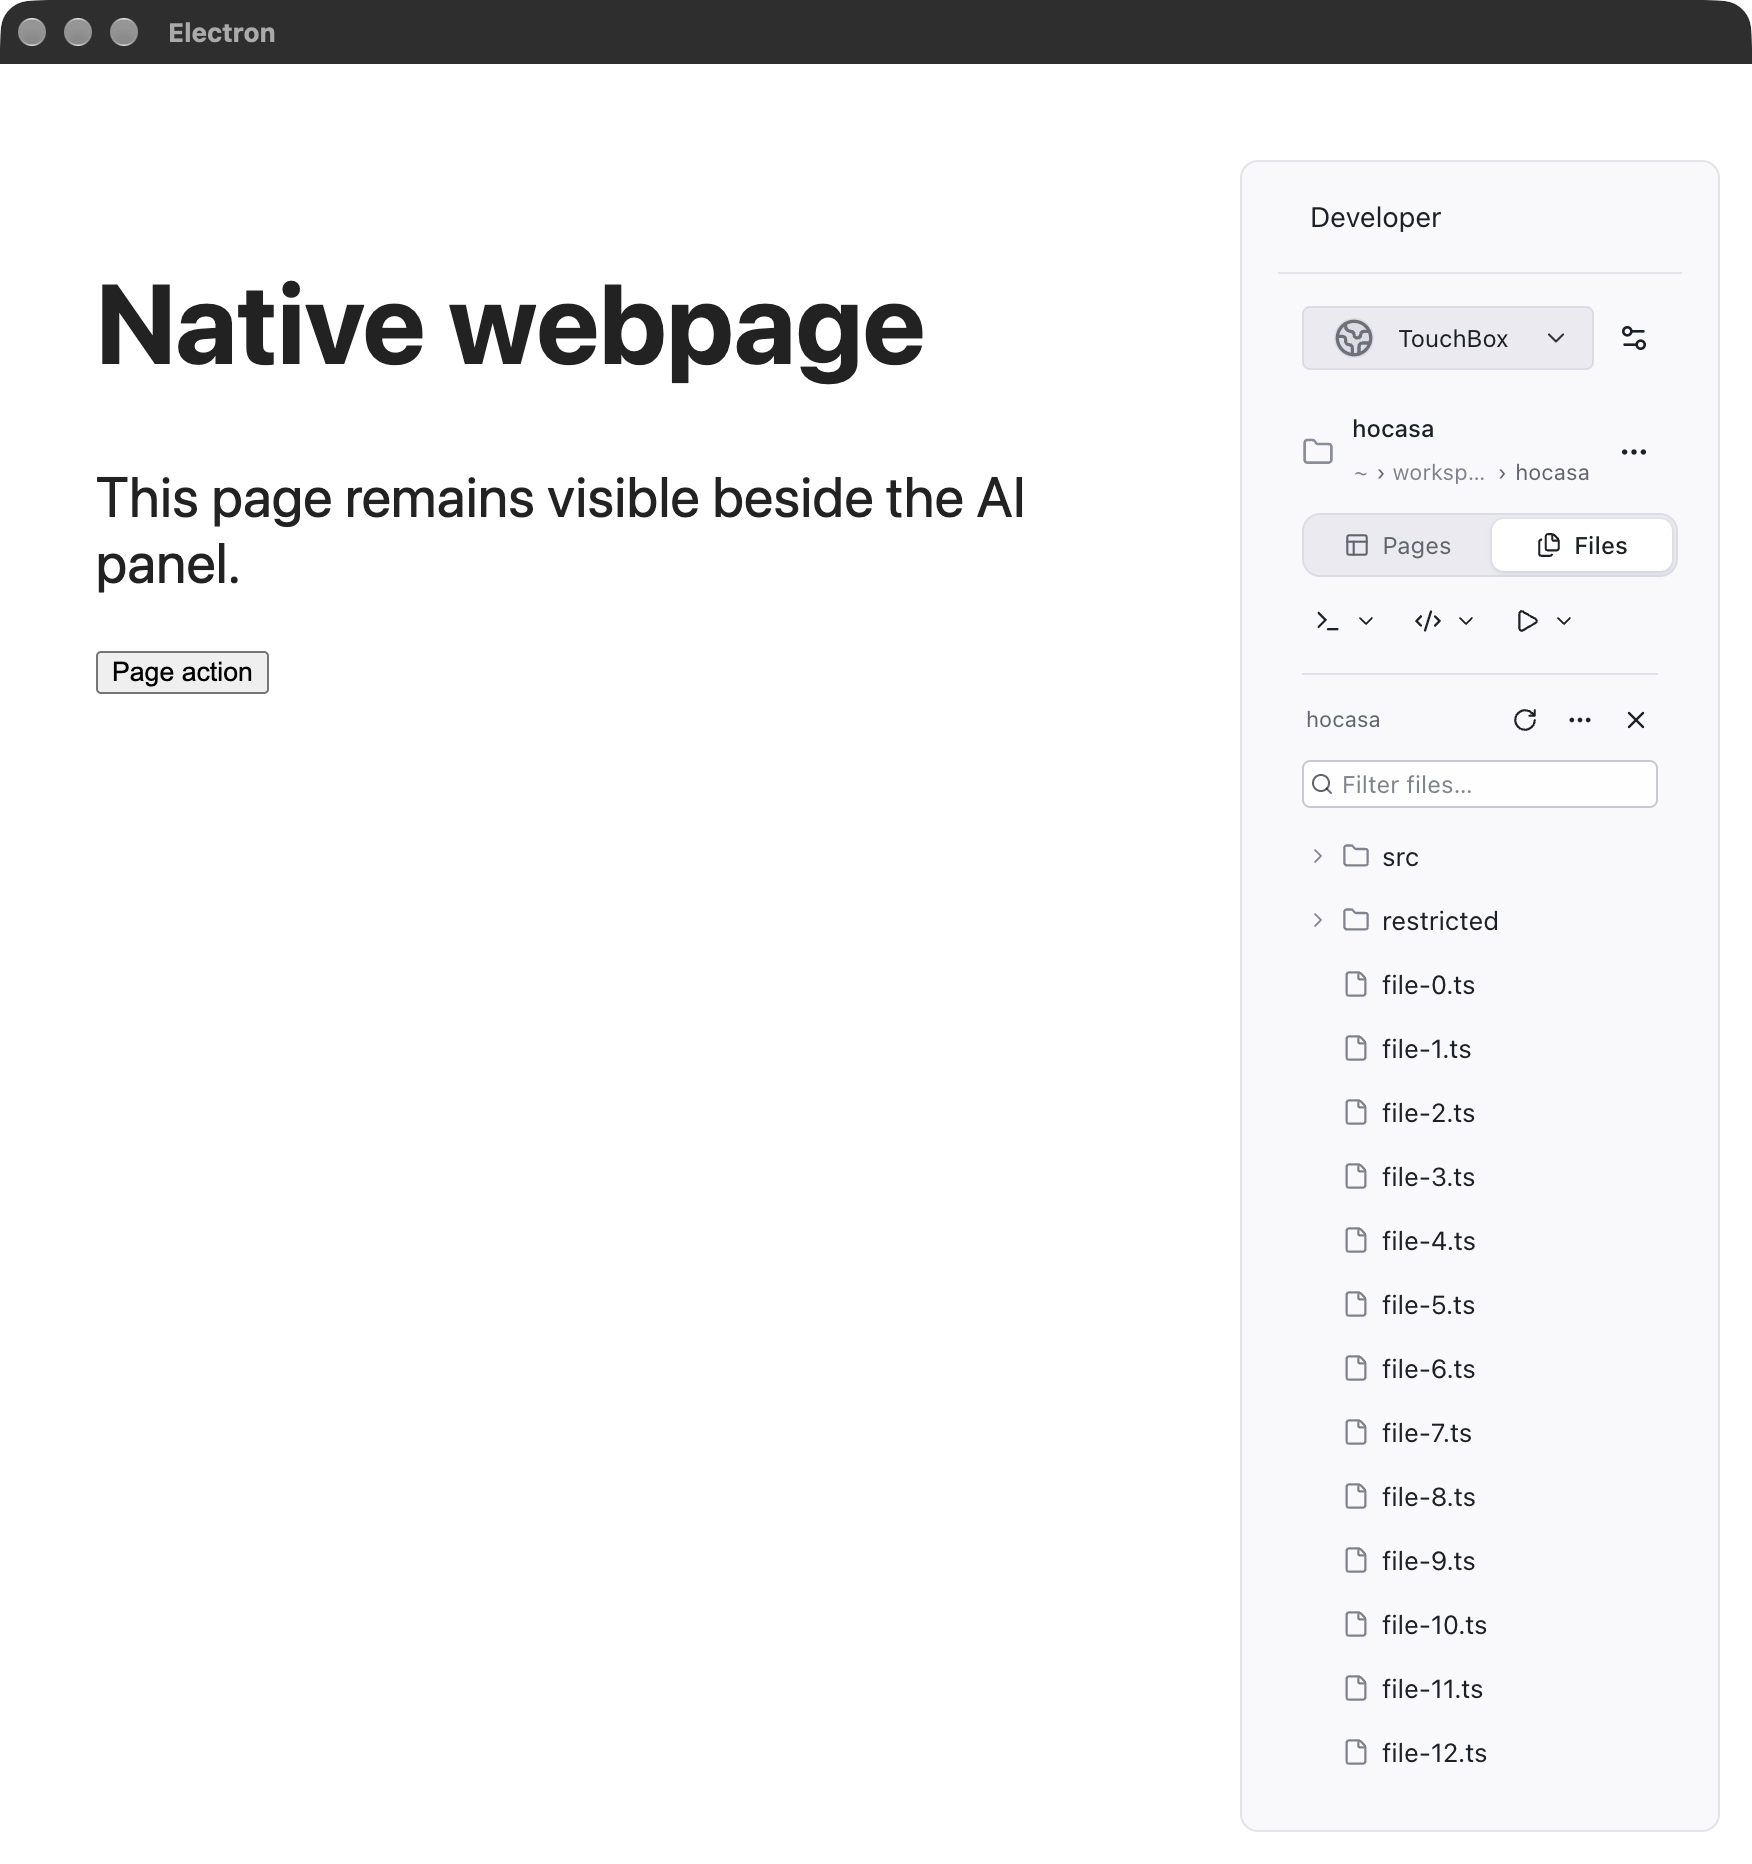 Electron
Native webpage
This page remains visible beside the AI
panel.
Page action
Developer
TouchBox
hocasa
~ › worksp... › hocasa
Pages
Files
hocasa
Filter files...
src
restricted
file-0.ts
file-1.ts
file-2.ts
file-3.ts
file-4.ts
file-5.ts
file-6.ts
file-7.ts
file-8.ts
file-9.ts
file-10.ts
file-11.ts
file-12.ts